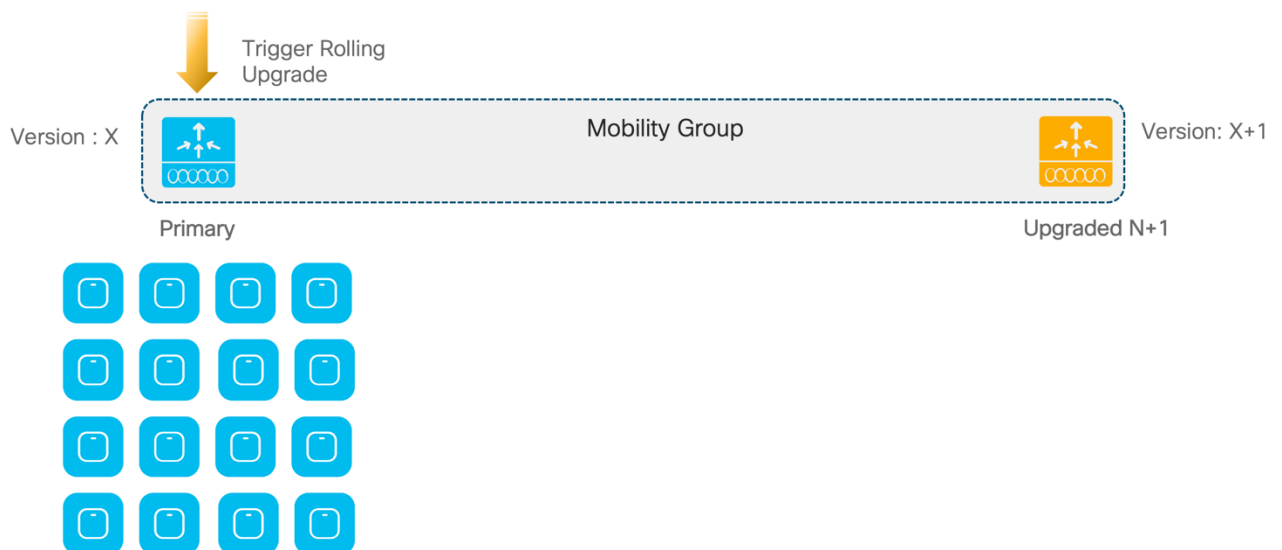 Trigger Rolling
Upgrade
Version : X
Mobility Group
Version: X+1
Primary
Upgraded N+1